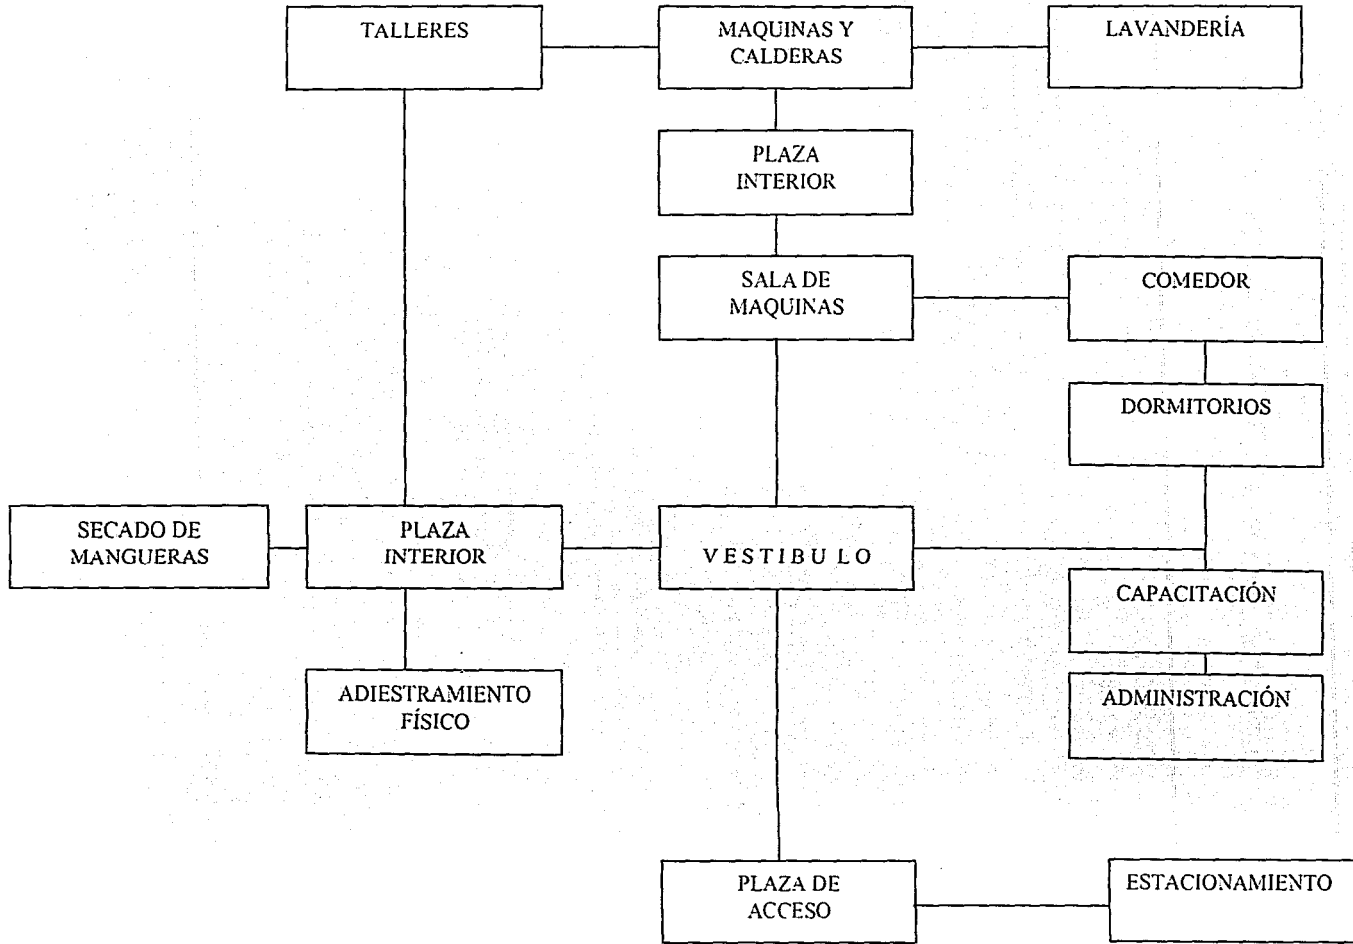 TALLERES
MAQUINAS Y
CALDERAS
LAVANDERÍA
PLAZA
INTERIOR
SALA DE
MAQUINAS
COMEDOR
DORMITORIOS
SECADO DE
MANGUERAS
PLAZA
INTERIOR
VESTIBULO
CAPACITACIÓN
ADIESTRAMIENTO
FÍSICO
ADMINISTRACIÓN
PLAZA DE
ACCESO
ESTACIONAMIENTO